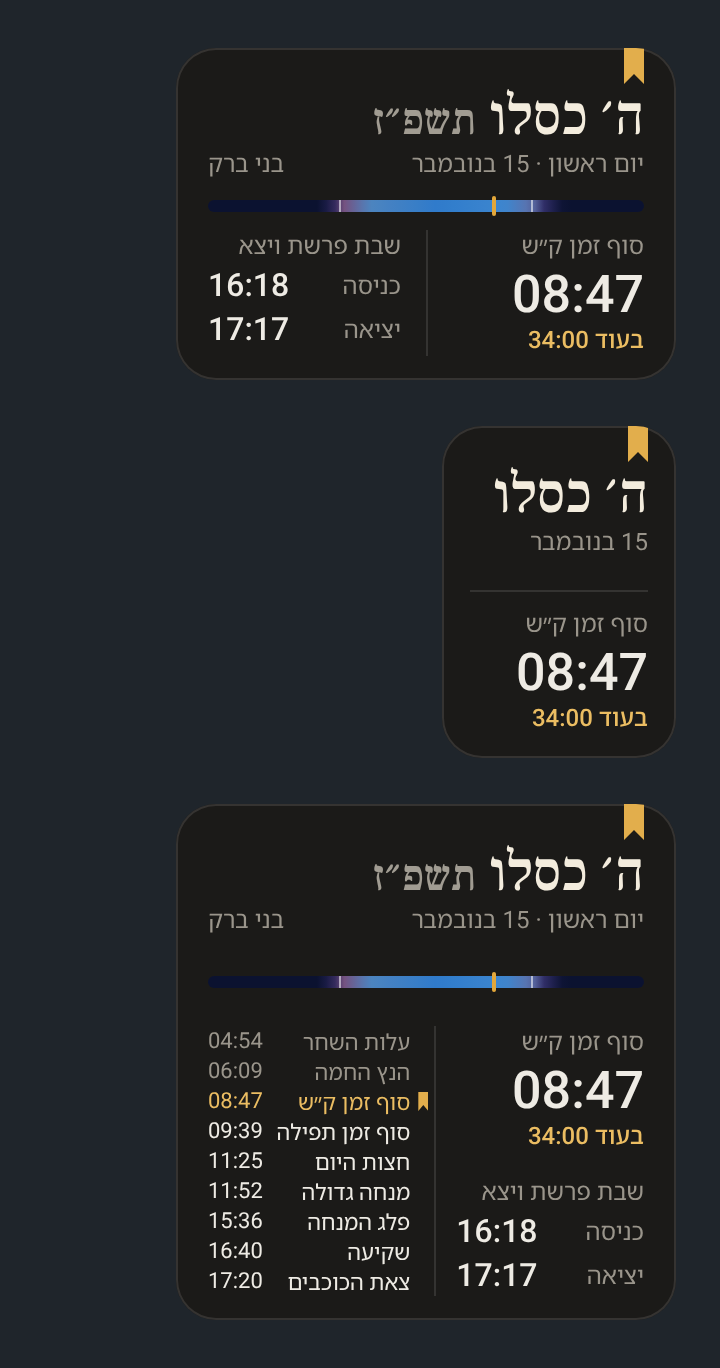 ה׳ כסלו תשפ״ז
יום ראשון · 15 בנובמבר
בני ברק
סוף זמן ק״ש
08:47
בעוד 34:00
שבת פרשת ויצא
כניסה 16:18
יציאה 17:17
ה׳ כסלו
15 בנובמבר
סוף זמן ק״ש
08:47
בעוד 34:00
ה׳ כסלו תשפ״ז
יום ראשון · 15 בנובמבר
בני ברק
סוף זמן ק״ש
08:47
בעוד 34:00
שבת פרשת ויצא
כניסה 16:18
יציאה 17:17
עלות השחר 04:54
הנץ החמה 06:09
סוף זמן ק״ש 08:47
סוף זמן תפילה 09:39
חצות היום 11:25
מנחה גדולה 11:52
פלג המנחה 15:36
שקיעה 16:40
צאת הכוכבים 17:20